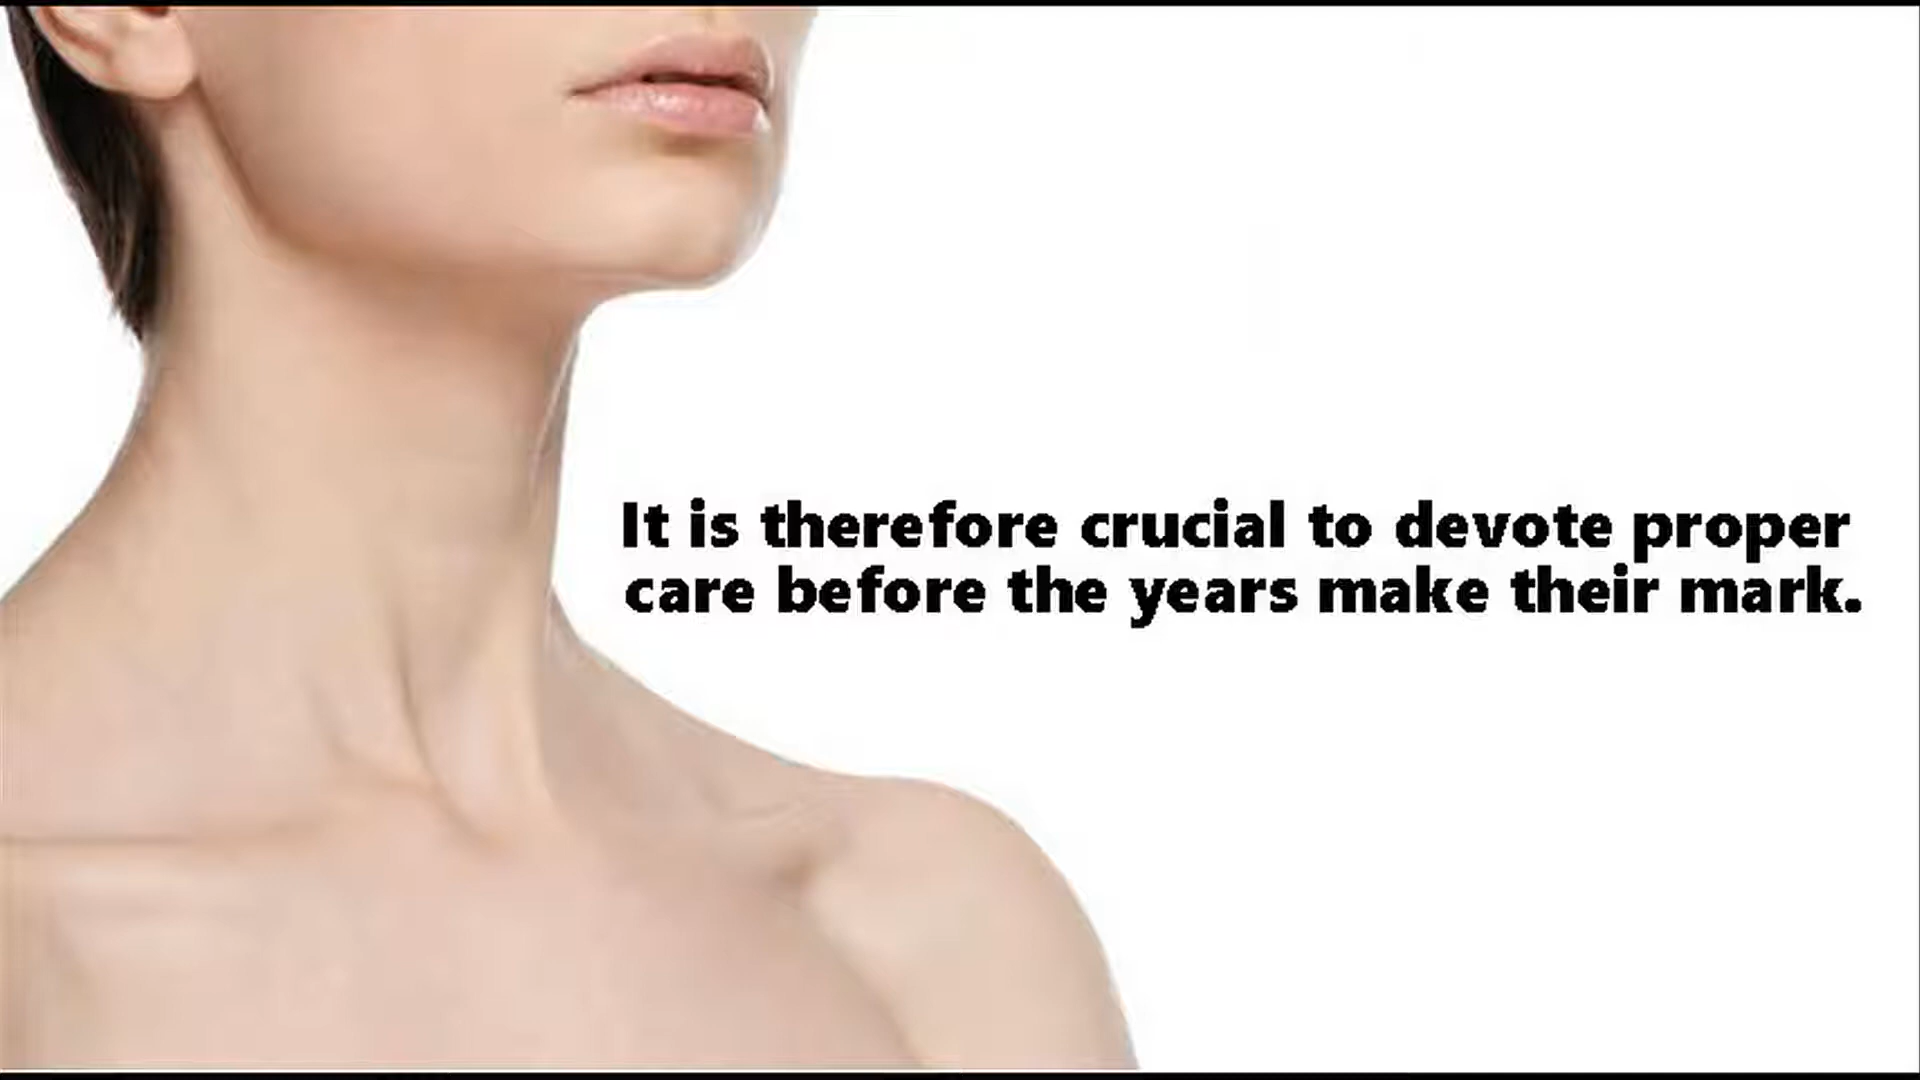 It is therefore crucial to devote proper
care before the years make their mark.